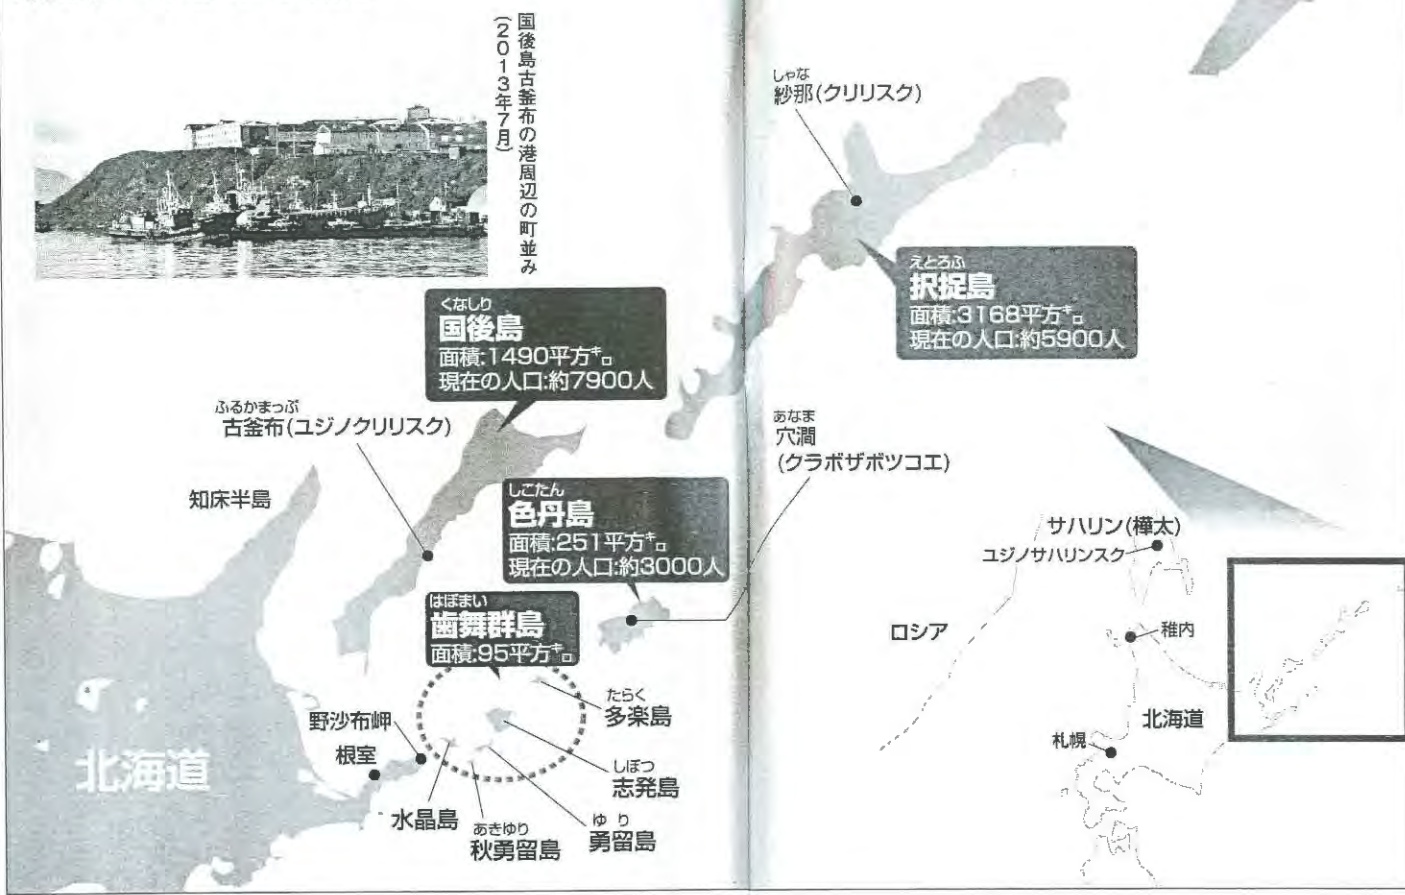 国後島古釜布の港周辺の町並み
(2013年7月)
しゃな
紗那(クリリスク)
えとろふ
択捉島
面積:3168平方キロ
現在の人口:約5900人
くなしり
国後島
面積:1490平方キロ
現在の人口:約7900人
ふるかまっぷ
古釜布(ユジノクリリスク)
あなま
穴澗
(クラボザボツコエ)
知床半島
しこたん
色丹島
面積:251平方キロ
現在の人口:約3000人
はぼまい
歯舞群島
面積:95平方キロ
たらく
多楽島
野沙布岬
根室
しぼつ
志発島
北海道
水晶島
あきゆり
秋勇留島
ゆり
勇留島
サハリン(樺太)
ユジノサハリンスク
ロシア
稚内
北海道
札幌